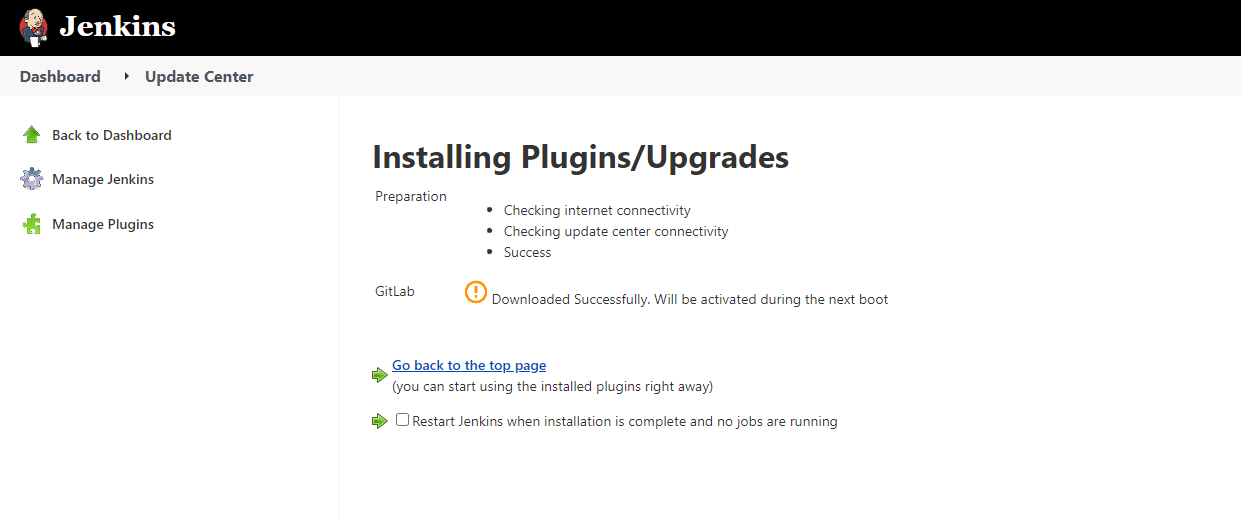 Jenkins
Dashboard
Update Center
Back to Dashboard
Manage Jenkins
Manage Plugins
Installing Plugins/Upgrades
Preparation
Checking internet connectivity
Checking update center connectivity
Success
GitLab
Downloaded Successfully. Will be activated during the next boot
Go back to the top page
(you can start using the installed plugins right away)
Restart Jenkins when installation is complete and no jobs are running